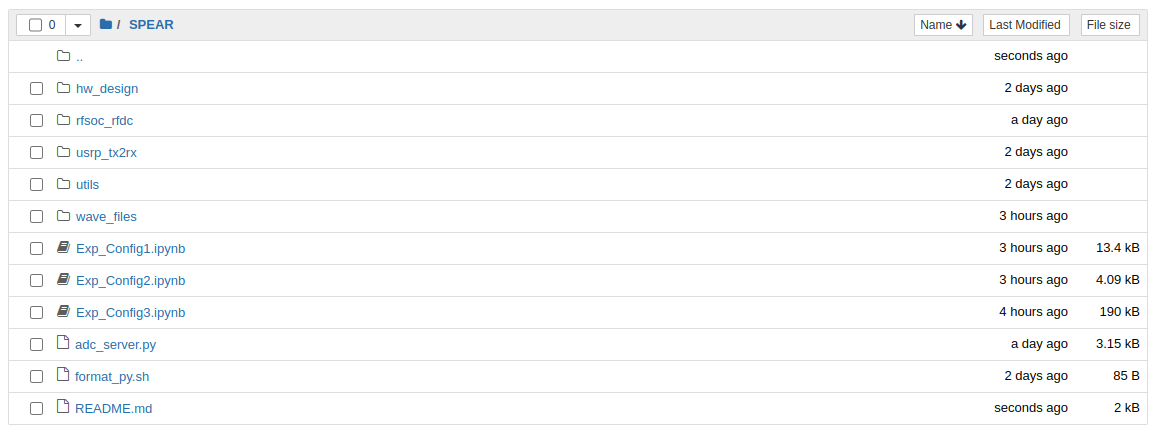 0 / SPEAR Name Last Modified File size
.. seconds ago
hw_design 2 days ago
rfsoc_rfdc a day ago
usrp_tx2rx 2 days ago
utils 2 days ago
wave_files 3 hours ago
Exp_Config1.ipynb 3 hours ago 13.4 kB
Exp_Config2.ipynb 3 hours ago 4.09 kB
Exp_Config3.ipynb 4 hours ago 190 kB
adc_server.py a day ago 3.15 kB
format_py.sh 2 days ago 85 B
README.md seconds ago 2 kB